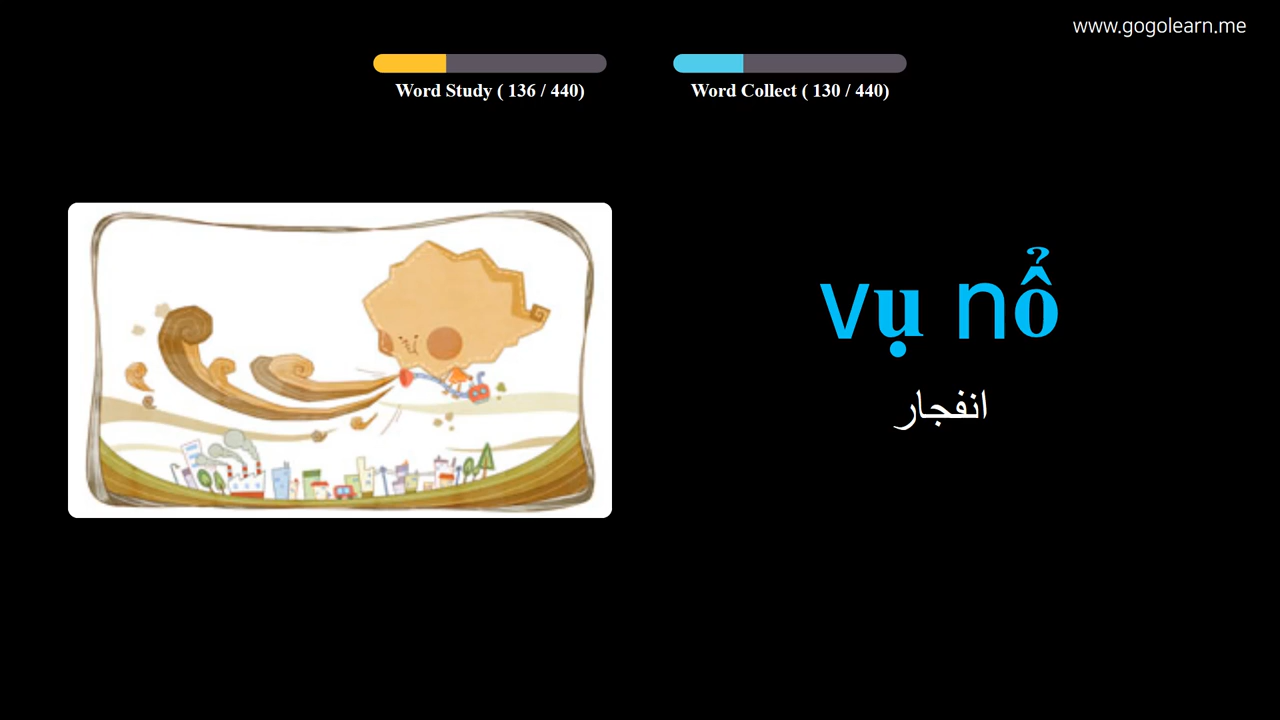 www.gogolearn.me
Word Study ( 136 / 440)
Word Collect ( 130 / 440)
vụ nổ
انفجار